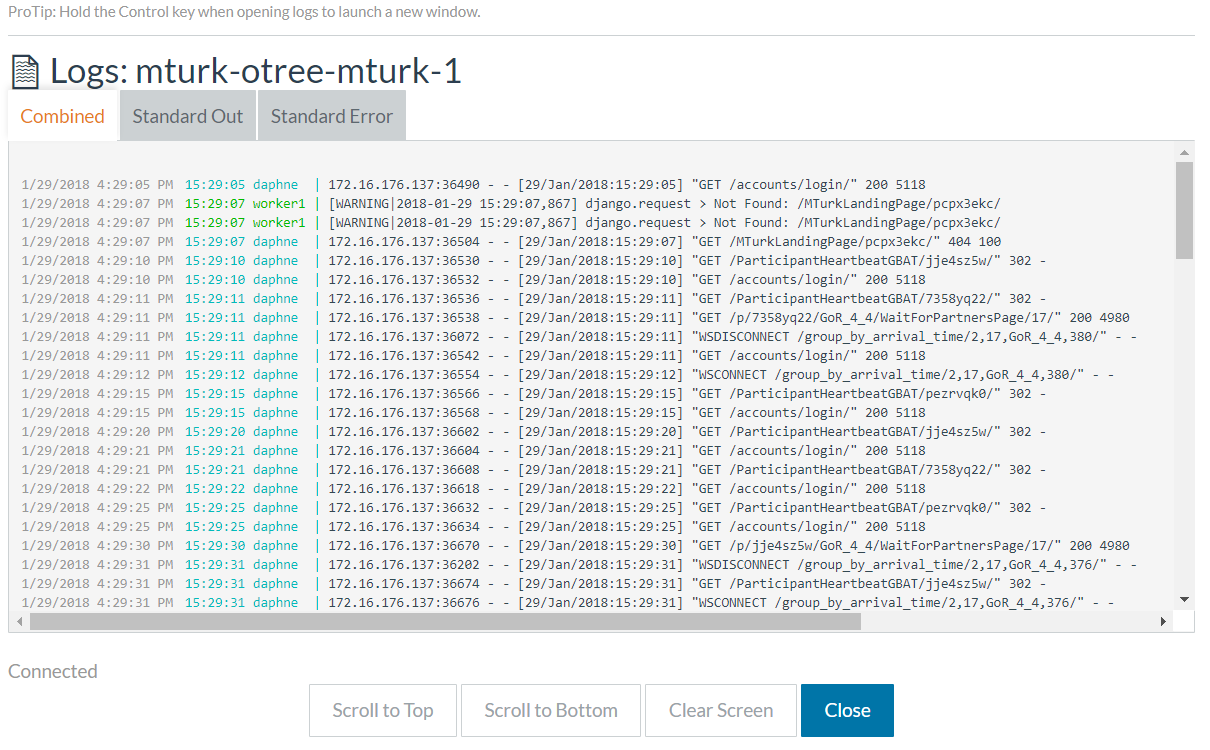 ProTip: Hold the Control key when opening logs to launch a new window.
Logs: mturk-otree-mturk-1
Combined Standard Out Standard Error
1/29/2018 4:29:05 PM 15:29:05 daphne | 172.16.176.137:36490 - - [29/Jan/2018:15:29:05] "GET /accounts/login/" 200 5118
1/29/2018 4:29:07 PM 15:29:07 worker1 | [WARNING|2018-01-29 15:29:07,867] django.request > Not Found: /MTurkLandingPage/pcpx3ekc/
1/29/2018 4:29:07 PM 15:29:07 worker1 | [WARNING|2018-01-29 15:29:07,867] django.request > Not Found: /MTurkLandingPage/pcpx3ekc/
1/29/2018 4:29:07 PM 15:29:07 daphne | 172.16.176.137:36504 - - [29/Jan/2018:15:29:07] "GET /MTurkLandingPage/pcpx3ekc/" 404 100
1/29/2018 4:29:10 PM 15:29:10 daphne | 172.16.176.137:36530 - - [29/Jan/2018:15:29:10] "GET /ParticipantHeartbeatGBAT/jje4sz5w/" 302 -
1/29/2018 4:29:10 PM 15:29:10 daphne | 172.16.176.137:36532 - - [29/Jan/2018:15:29:10] "GET /accounts/login/" 200 5118
1/29/2018 4:29:11 PM 15:29:11 daphne | 172.16.176.137:36536 - - [29/Jan/2018:15:29:11] "GET /ParticipantHeartbeatGBAT/7358yq22/" 302 -
1/29/2018 4:29:11 PM 15:29:11 daphne | 172.16.176.137:36538 - - [29/Jan/2018:15:29:11] "GET /p/7358yq22/GoR_4_4/WaitForPartnersPage/17/" 200 4980
1/29/2018 4:29:11 PM 15:29:11 daphne | 172.16.176.137:36072 - - [29/Jan/2018:15:29:11] "WSDISCONNECT /group_by_arrival_time/2,17,GoR_4_4,380/" - -
1/29/2018 4:29:11 PM 15:29:11 daphne | 172.16.176.137:36542 - - [29/Jan/2018:15:29:11] "GET /accounts/login/" 200 5118
1/29/2018 4:29:12 PM 15:29:12 daphne | 172.16.176.137:36554 - - [29/Jan/2018:15:29:12] "WSCONNECT /group_by_arrival_time/2,17,GoR_4_4,380/" - -
1/29/2018 4:29:15 PM 15:29:15 daphne | 172.16.176.137:36566 - - [29/Jan/2018:15:29:15] "GET /ParticipantHeartbeatGBAT/pezrvqk0/" 302 -
1/29/2018 4:29:15 PM 15:29:15 daphne | 172.16.176.137:36568 - - [29/Jan/2018:15:29:15] "GET /accounts/login/" 200 5118
1/29/2018 4:29:20 PM 15:29:20 daphne | 172.16.176.137:36602 - - [29/Jan/2018:15:29:20] "GET /ParticipantHeartbeatGBAT/jje4sz5w/" 302 -
1/29/2018 4:29:21 PM 15:29:21 daphne | 172.16.176.137:36604 - - [29/Jan/2018:15:29:21] "GET /accounts/login/" 200 5118
1/29/2018 4:29:21 PM 15:29:21 daphne | 172.16.176.137:36608 - - [29/Jan/2018:15:29:21] "GET /ParticipantHeartbeatGBAT/7358yq22/" 302 -
1/29/2018 4:29:22 PM 15:29:22 daphne | 172.16.176.137:36618 - - [29/Jan/2018:15:29:22] "GET /accounts/login/" 200 5118
1/29/2018 4:29:25 PM 15:29:25 daphne | 172.16.176.137:36632 - - [29/Jan/2018:15:29:25] "GET /ParticipantHeartbeatGBAT/pezrvqk0/" 302 -
1/29/2018 4:29:25 PM 15:29:25 daphne | 172.16.176.137:36634 - - [29/Jan/2018:15:29:25] "GET /accounts/login/" 200 5118
1/29/2018 4:29:30 PM 15:29:30 daphne | 172.16.176.137:36670 - - [29/Jan/2018:15:29:30] "GET /p/jje4sz5w/GoR_4_4/WaitForPartnersPage/17/" 200 4980
1/29/2018 4:29:31 PM 15:29:31 daphne | 172.16.176.137:36202 - - [29/Jan/2018:15:29:31] "WSDISCONNECT /group_by_arrival_time/2,17,GoR_4_4,376/" - -
1/29/2018 4:29:31 PM 15:29:31 daphne | 172.16.176.137:36674 - - [29/Jan/2018:15:29:31] "GET /ParticipantHeartbeatGBAT/jje4sz5w/" 302 -
1/29/2018 4:29:31 PM 15:29:31 daphne | 172.16.176.137:36676 - - [29/Jan/2018:15:29:31] "WSCONNECT /group_by_arrival_time/2,17,GoR_4_4,376/" - -
Connected
Scroll to Top Scroll to Bottom Clear Screen Close